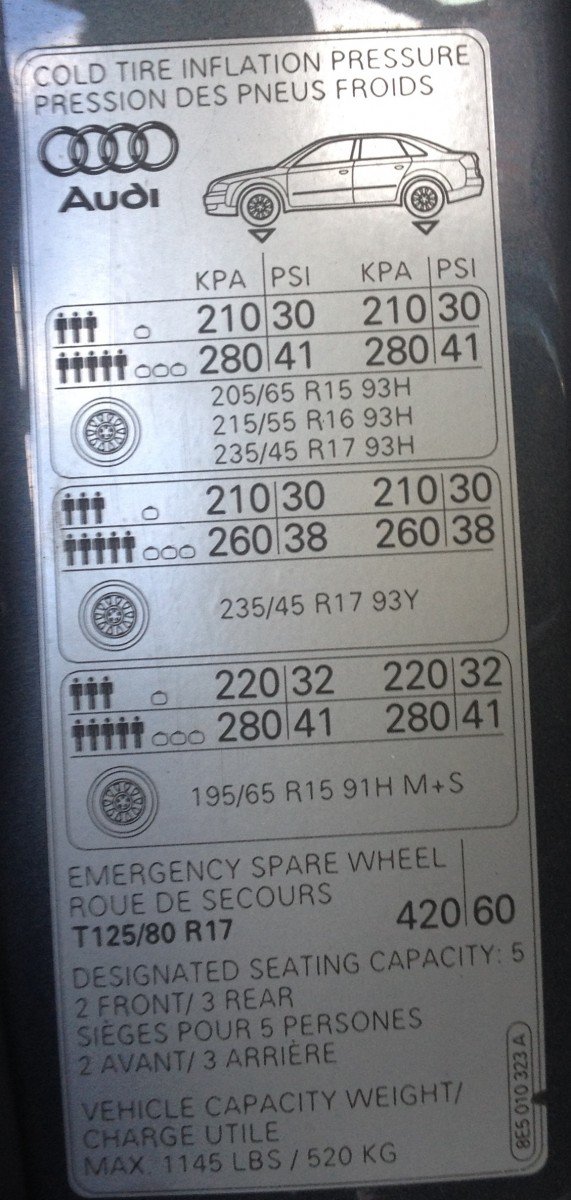 COLD TIRE INFLATION PRESSURE
PRESSION DES PNEUS FROIDS
Audi
KPA PSI KPA PSI
210 30 210 30
280 41 280 41
205/65 R15 93H
215/55 R16 93H
235/45 R17 93H
210 30 210 30
260 38 260 38
235/45 R17 93Y
220 32 220 32
280 41 280 41
195/65 R15 91H M+S
EMERGENCY SPARE WHEEL
ROUE DE SECOURS
T125/80 R17 420 60
DESIGNATED SEATING CAPACITY: 5
2 FRONT/ 3 REAR
SIÈGES POUR 5 PERSONES
2 AVANT/ 3 ARRIÈRE
VEHICLE CAPACITY WEIGHT/
CHARGE UTILE
MAX. 1145 LBS / 520 KG
8E5 010 323 A